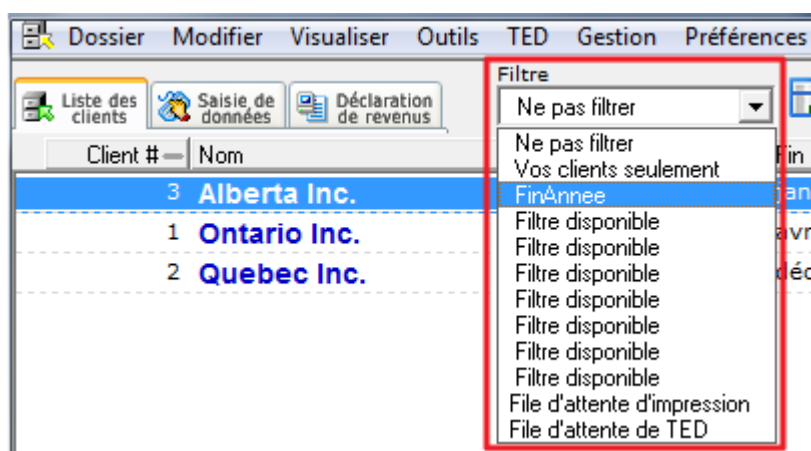 Dossier Modifier Visualiser Outils TED Gestion Préférences
Filtre
Liste des clients Saisie de données Déclaration de revenus
Ne pas filtrer
Client # Nom
Ne pas filtrer
Vos clients seulement
Fin
3 Alberta Inc.
FinAnnee
Filtre disponible
1 Ontario Inc.
Filtre disponible
2 Quebec Inc.
Filtre disponible
Filtre disponible
Filtre disponible
Filtre disponible
Filtre disponible
File d'attente d'impression
File d'attente de TED